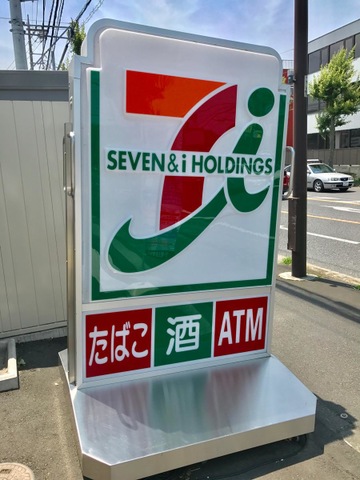 SEVEN&i HOLDINGS
たばこ 酒 ATM